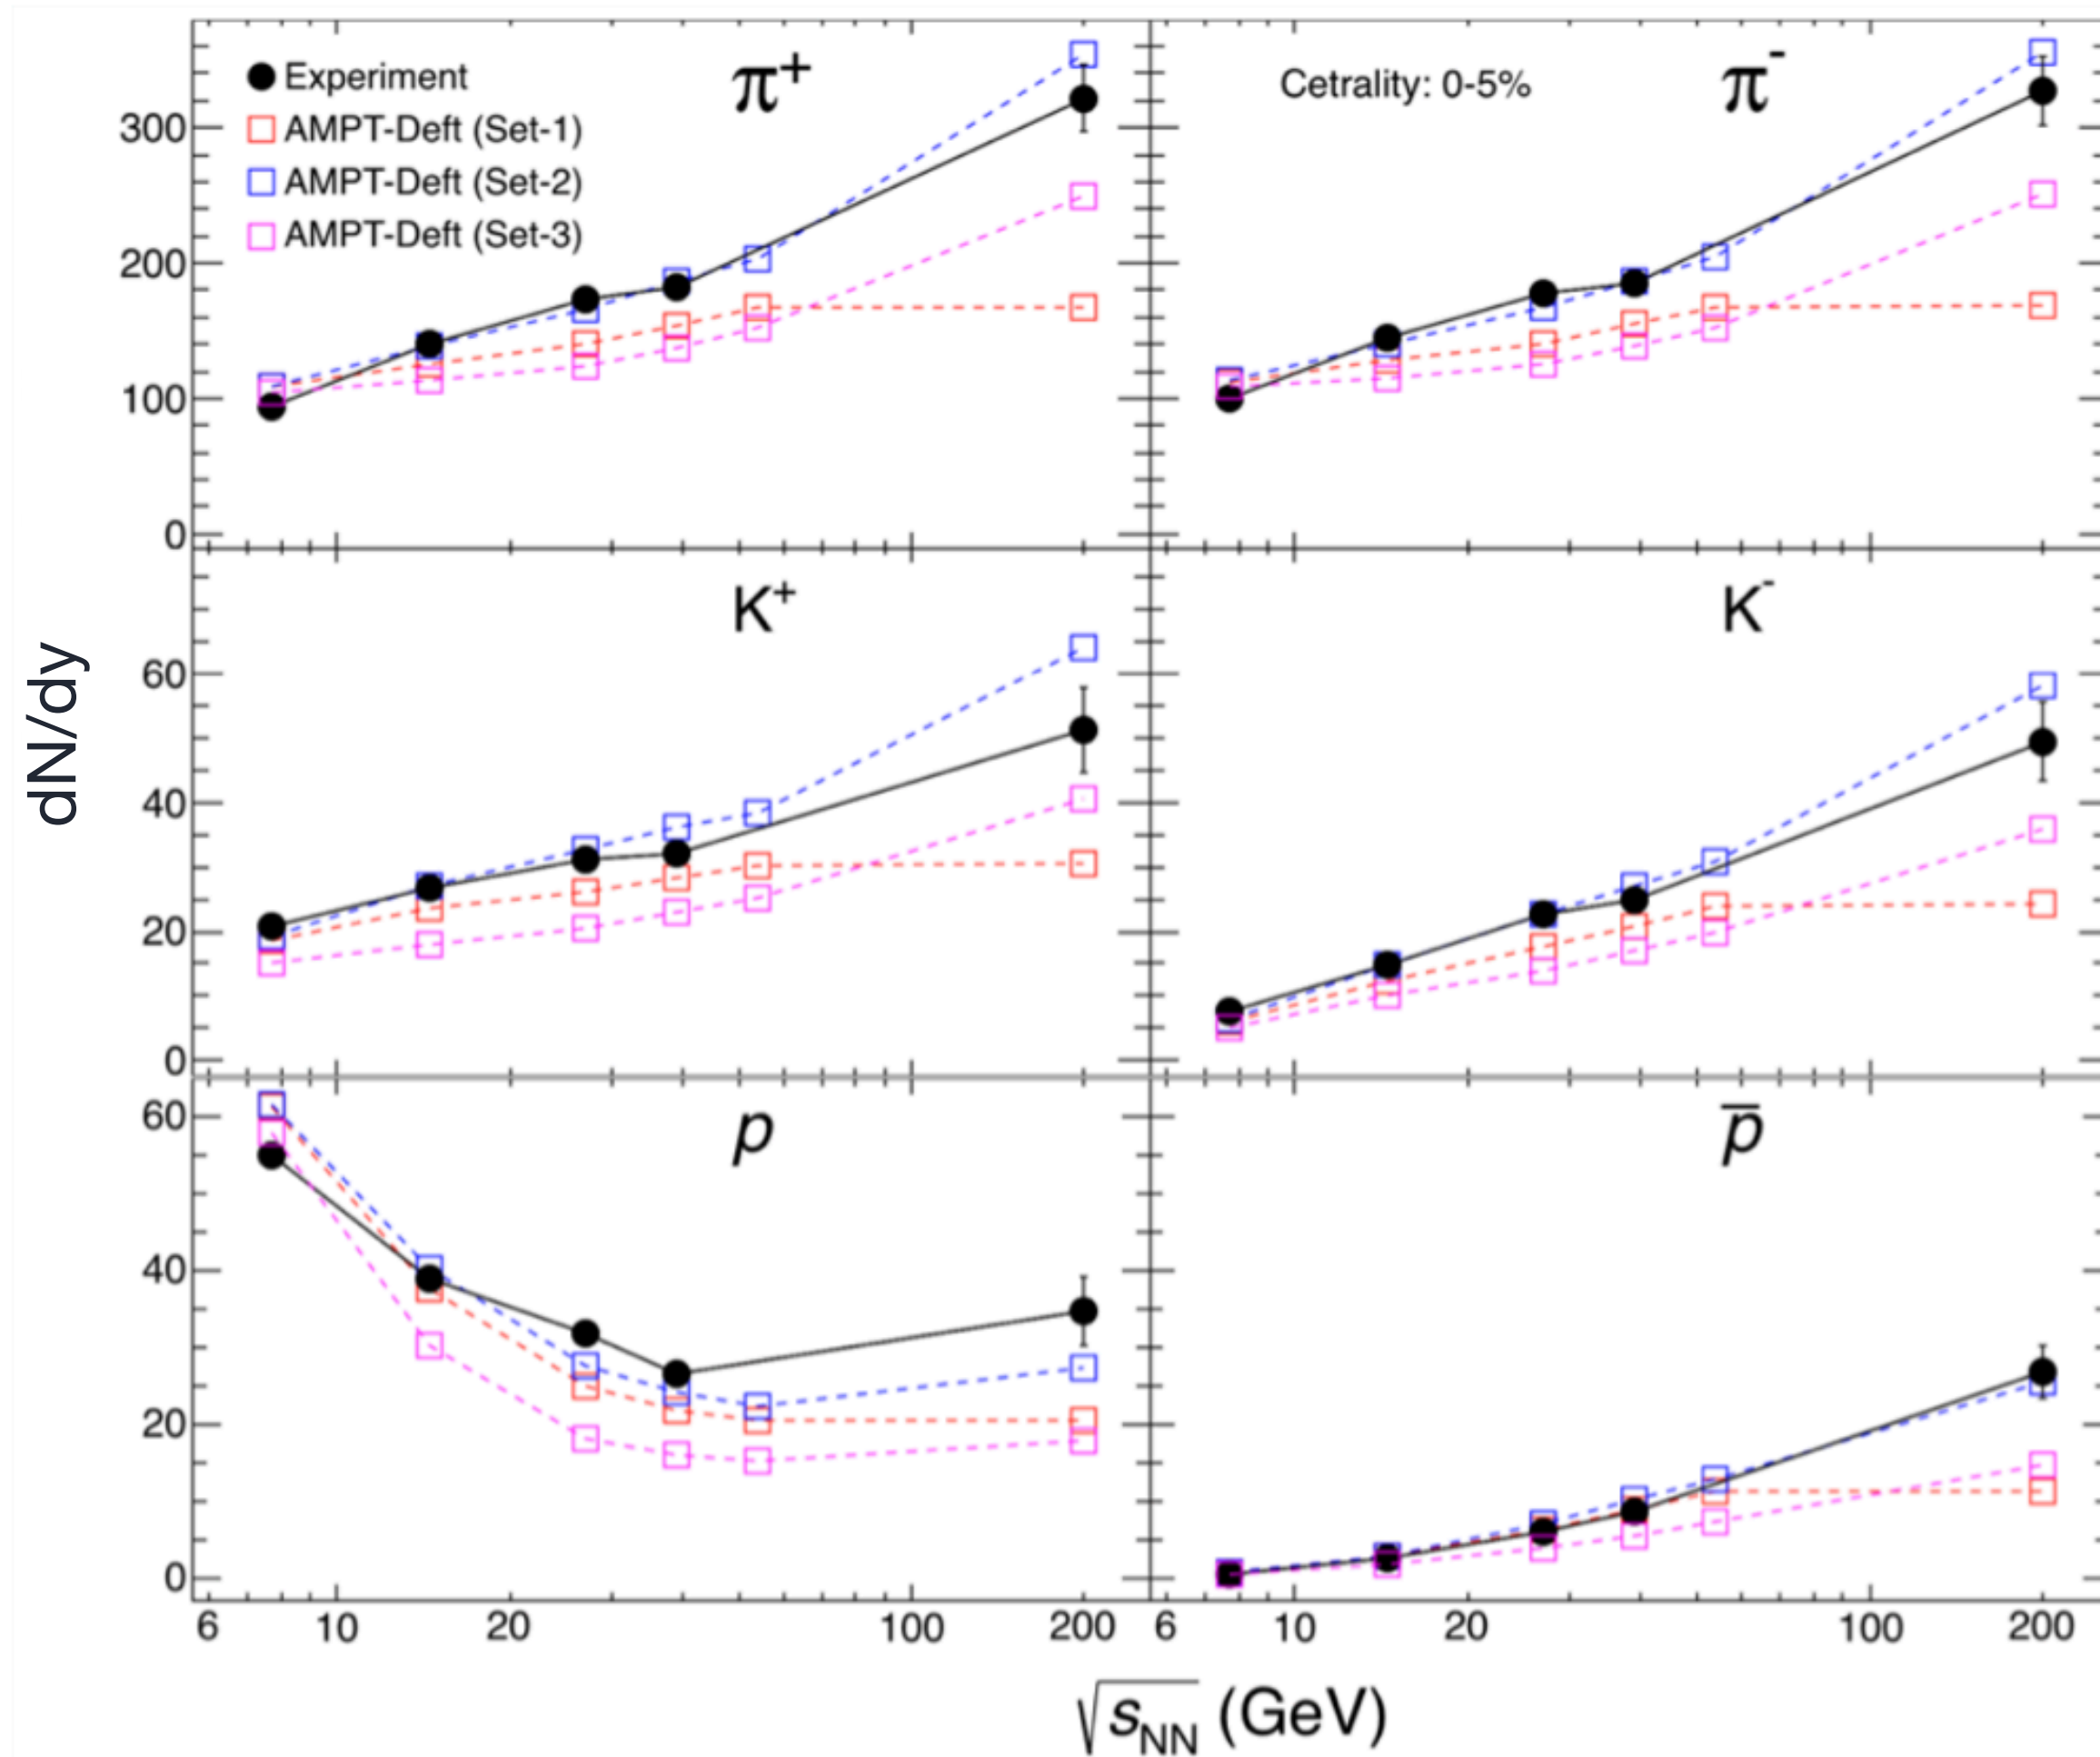 π+ π-
Experiment
AMPT-Deft (Set-1)
AMPT-Deft (Set-2)
AMPT-Deft (Set-3)
Cetrality: 0-5%
300
200
100
0
K+ K-
60
40
20
0
p p̅
60
40
20
0
dN/dy
6 10 20 100 200 6 10 20 100 200
√sNN (GeV)